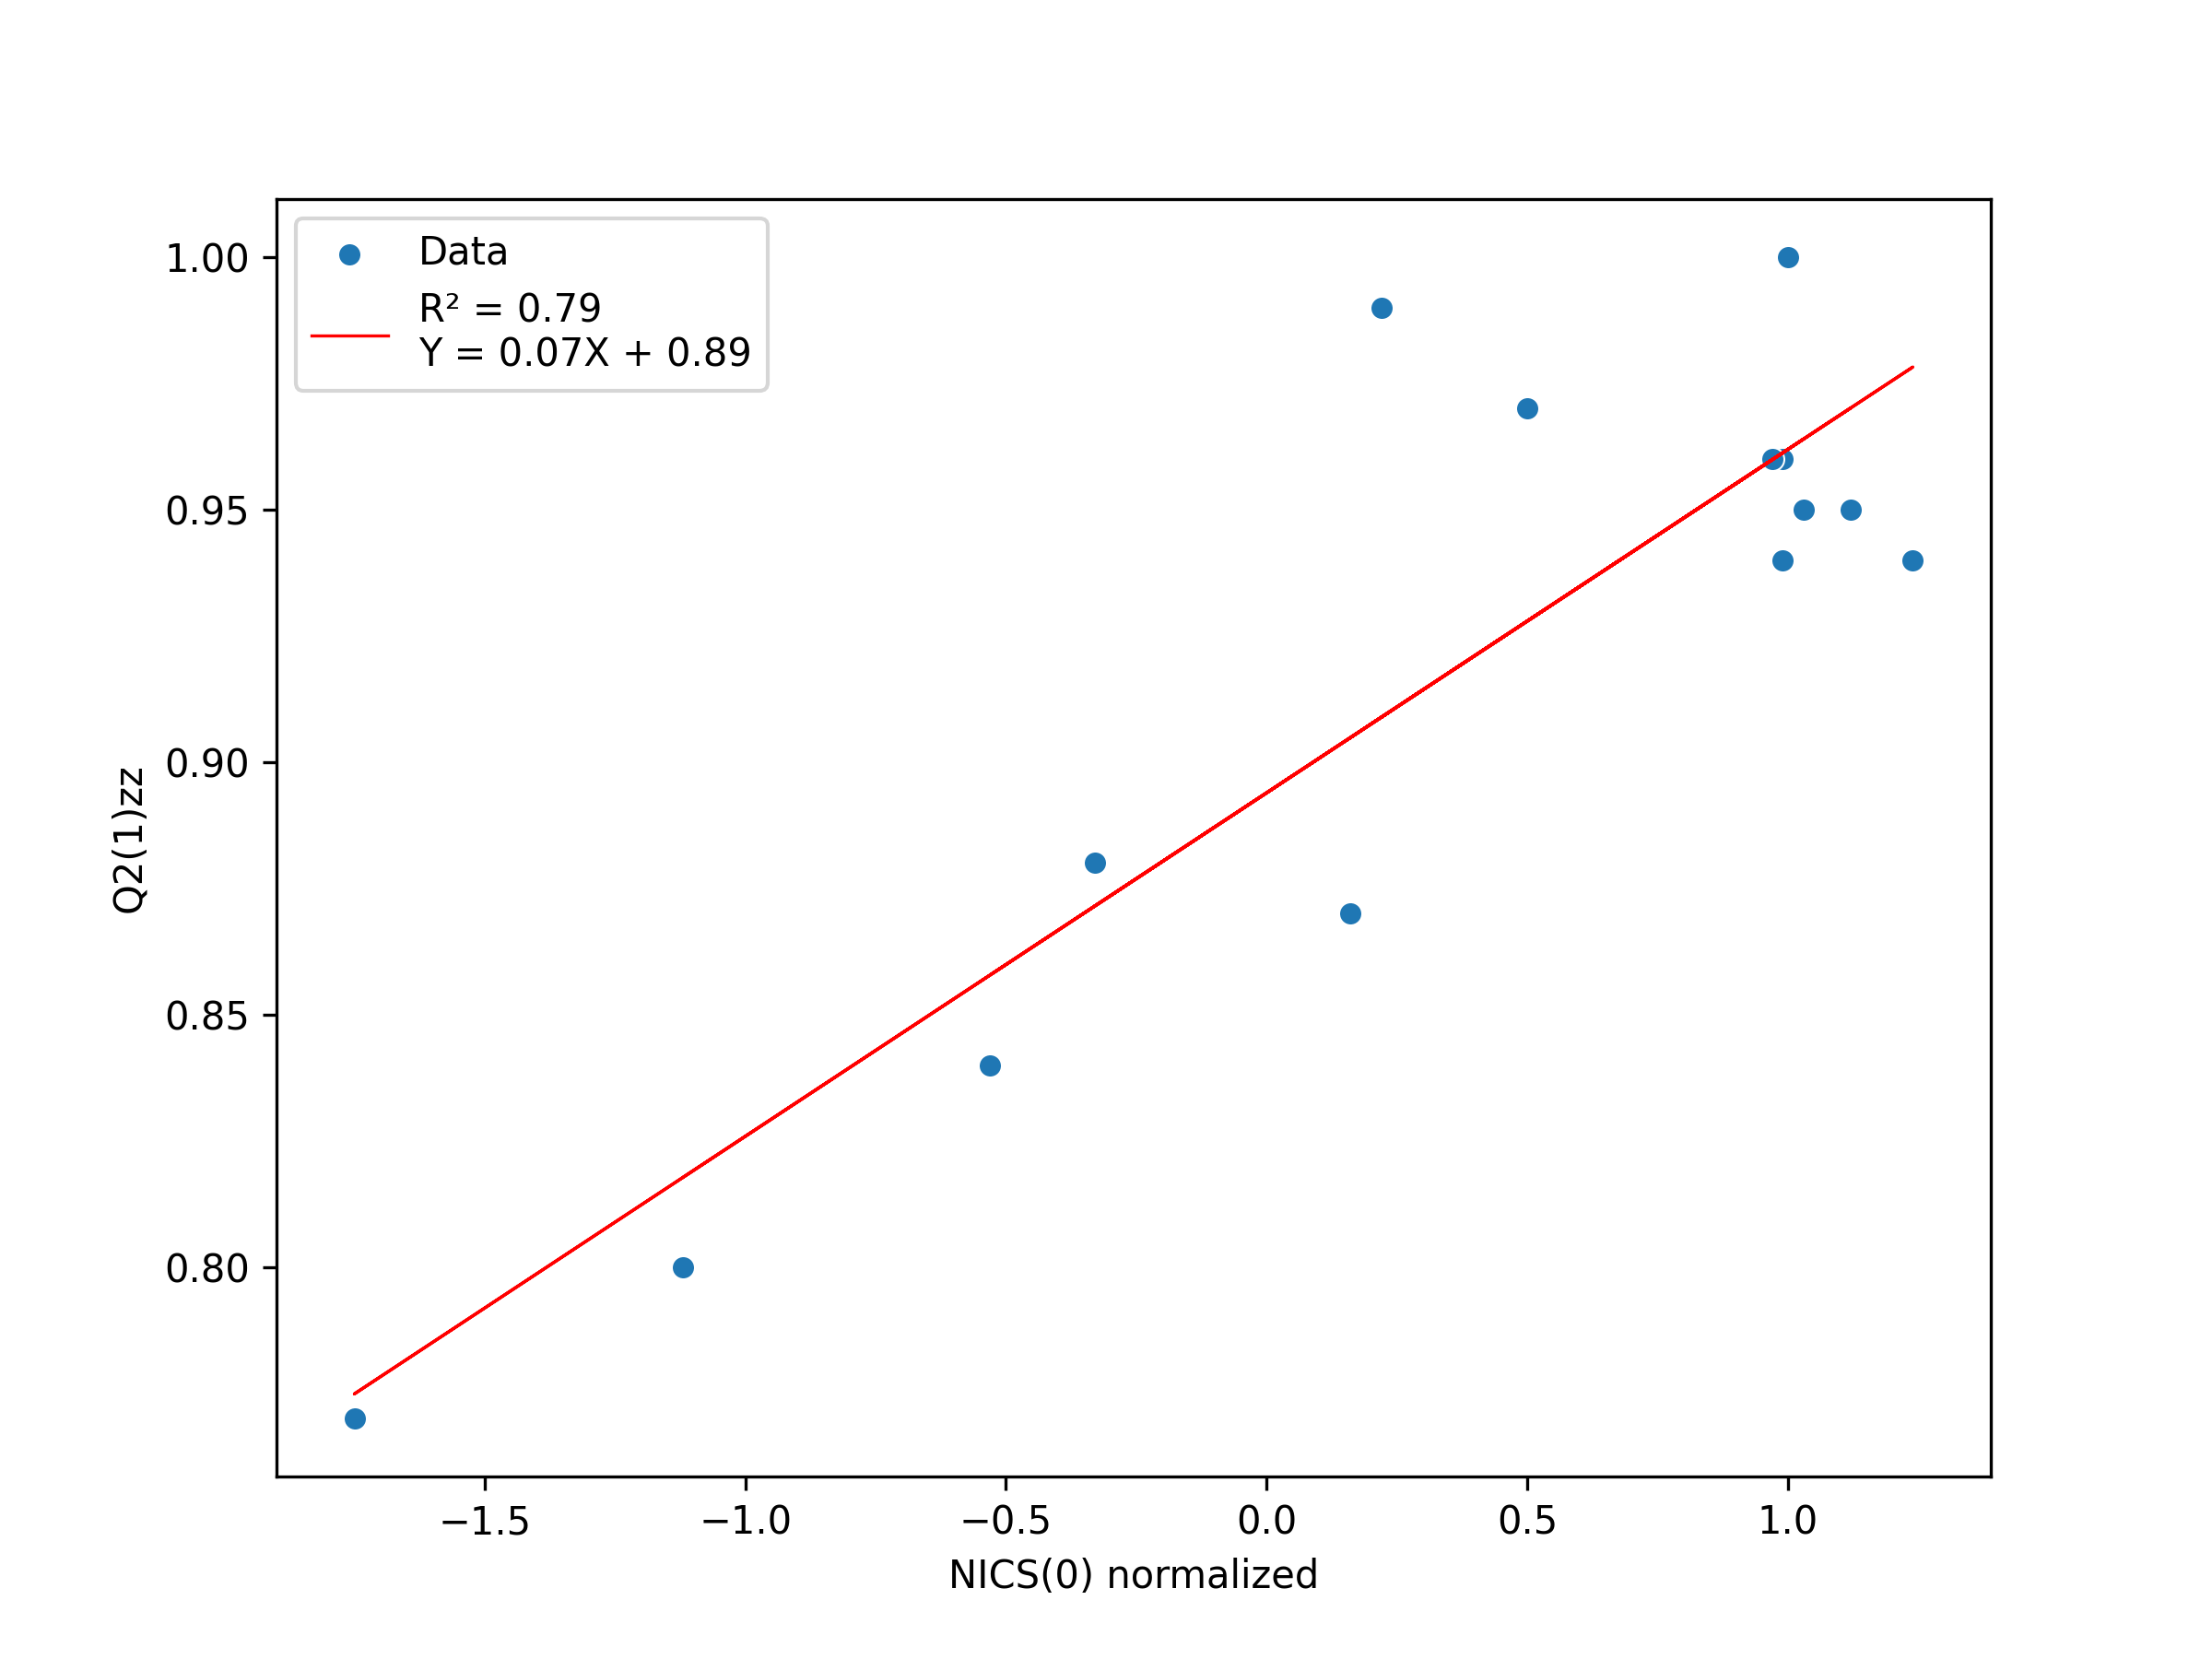 Data
R² = 0.79
Y = 0.07X + 0.89
1.00
0.95
0.90
0.85
0.80
Q2(1)zz
−1.5 −1.0 −0.5 0.0 0.5 1.0
NICS(0) normalized